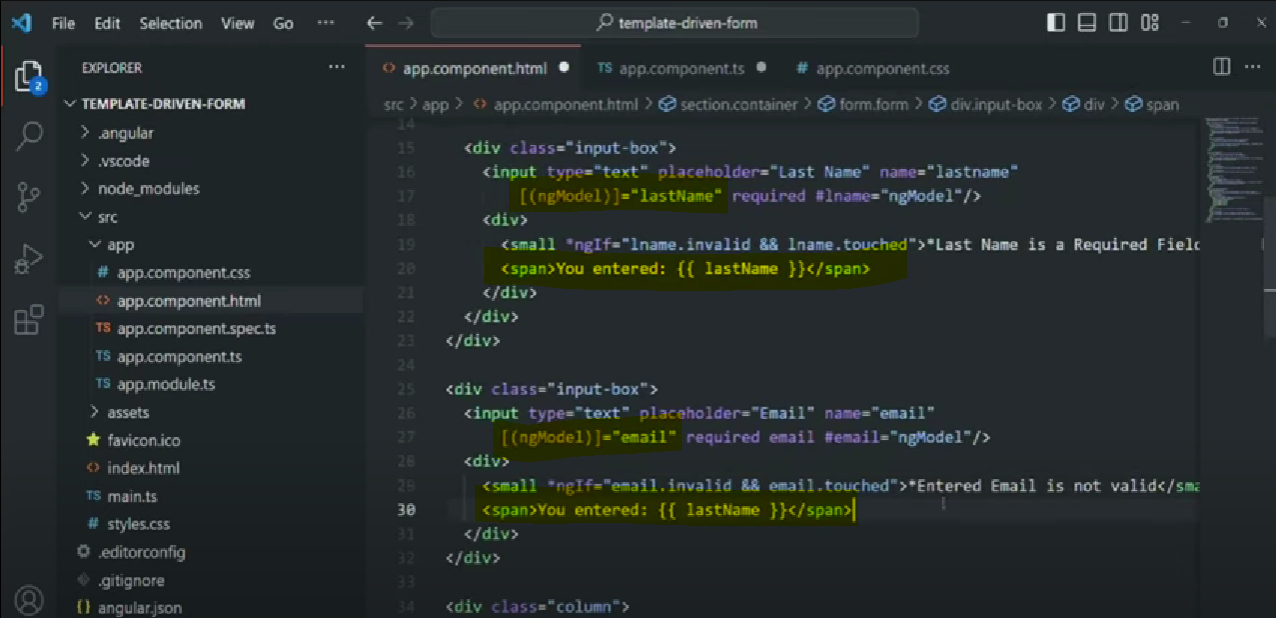 File Edit Selection View Go ··· template-driven-form
EXPLORER ···
app.component.html
TS app.component.ts
# app.component.css
TEMPLATE-DRIVEN-FORM
src > app > <> app.component.html > section.container > form.form > div.input-box > div > span
.angular
.vscode
node_modules
src
app
# app.component.css
<> app.component.html
TS app.component.spec.ts
TS app.component.ts
TS app.module.ts
assets
favicon.ico
<> index.html
TS main.ts
# styles.css
.editorconfig
.gitignore
{} angular.json
2
14
15 <div class="input-box">
16 <input type="text" placeholder="Last Name" name="lastname"
17 [(ngModel)]="lastName" required #lname="ngModel"/>
18 <div>
19 <small *ngIf="lname.invalid && lname.touched">*Last Name is a Required Field
20 <span>You entered: {{ lastName }}</span>
21 </div>
22 </div>
23 </div>
24
25 <div class="input-box">
26 <input type="text" placeholder="Email" name="email"
27 [(ngModel)]="email" required email #email="ngModel"/>
28 <div>
29 <small *ngIf="email.invalid && email.touched">*Entered Email is not valid</sma
30 <span>You entered: {{ lastName }}</span>
31 </div>
32 </div>
33
34 <div class="column">